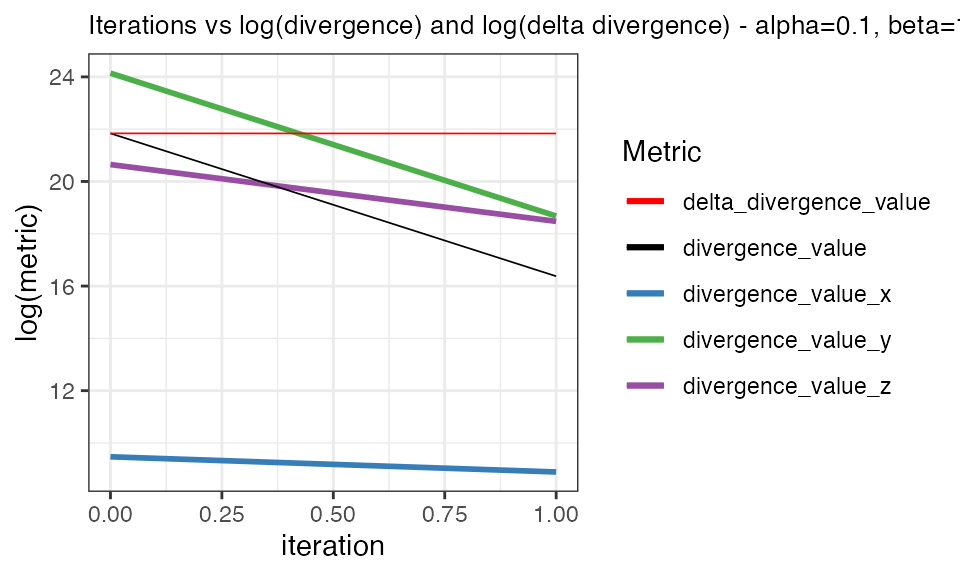 Iterations vs log(divergence) and log(delta divergence) - alpha=0.1, beta=
24
20
16
12
log(metric)
0.00 0.25 0.50 0.75 1.00
iteration
Metric
delta_divergence_value
divergence_value
divergence_value_x
divergence_value_y
divergence_value_z